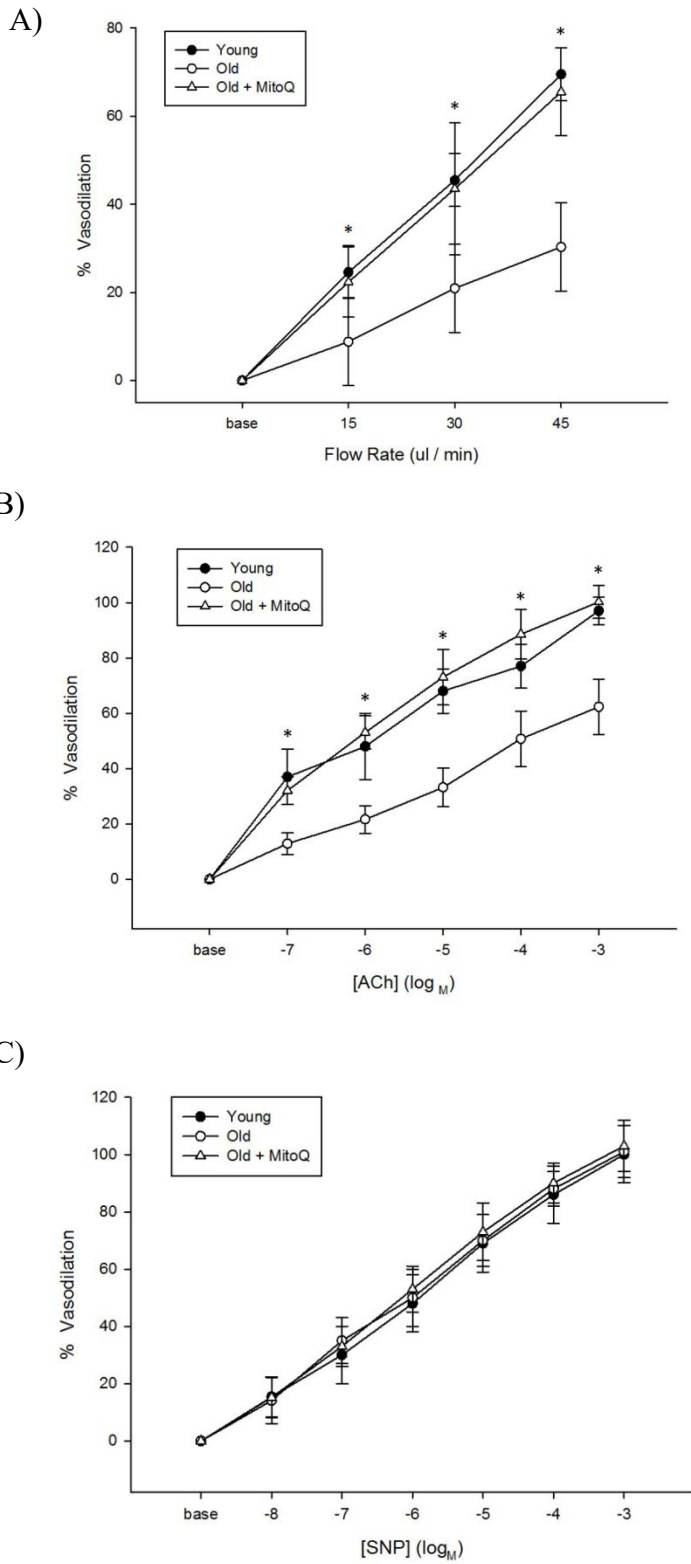 A)
80
60
40
20
0
% Vasodilation
Young
Old
Old + MitoQ
*
*
*
base 15 30 45
Flow Rate (ul / min)
B)
120
100
80
60
40
20
0
% Vasodilation
Young
Old
Old + MitoQ
*
*
*
*
*
base -7 -6 -5 -4 -3
[ACh] (log M)
C)
120
100
80
60
40
20
0
% Vasodilation
Young
Old
Old + MitoQ
base -8 -7 -6 -5 -4 -3
[SNP] (logM)